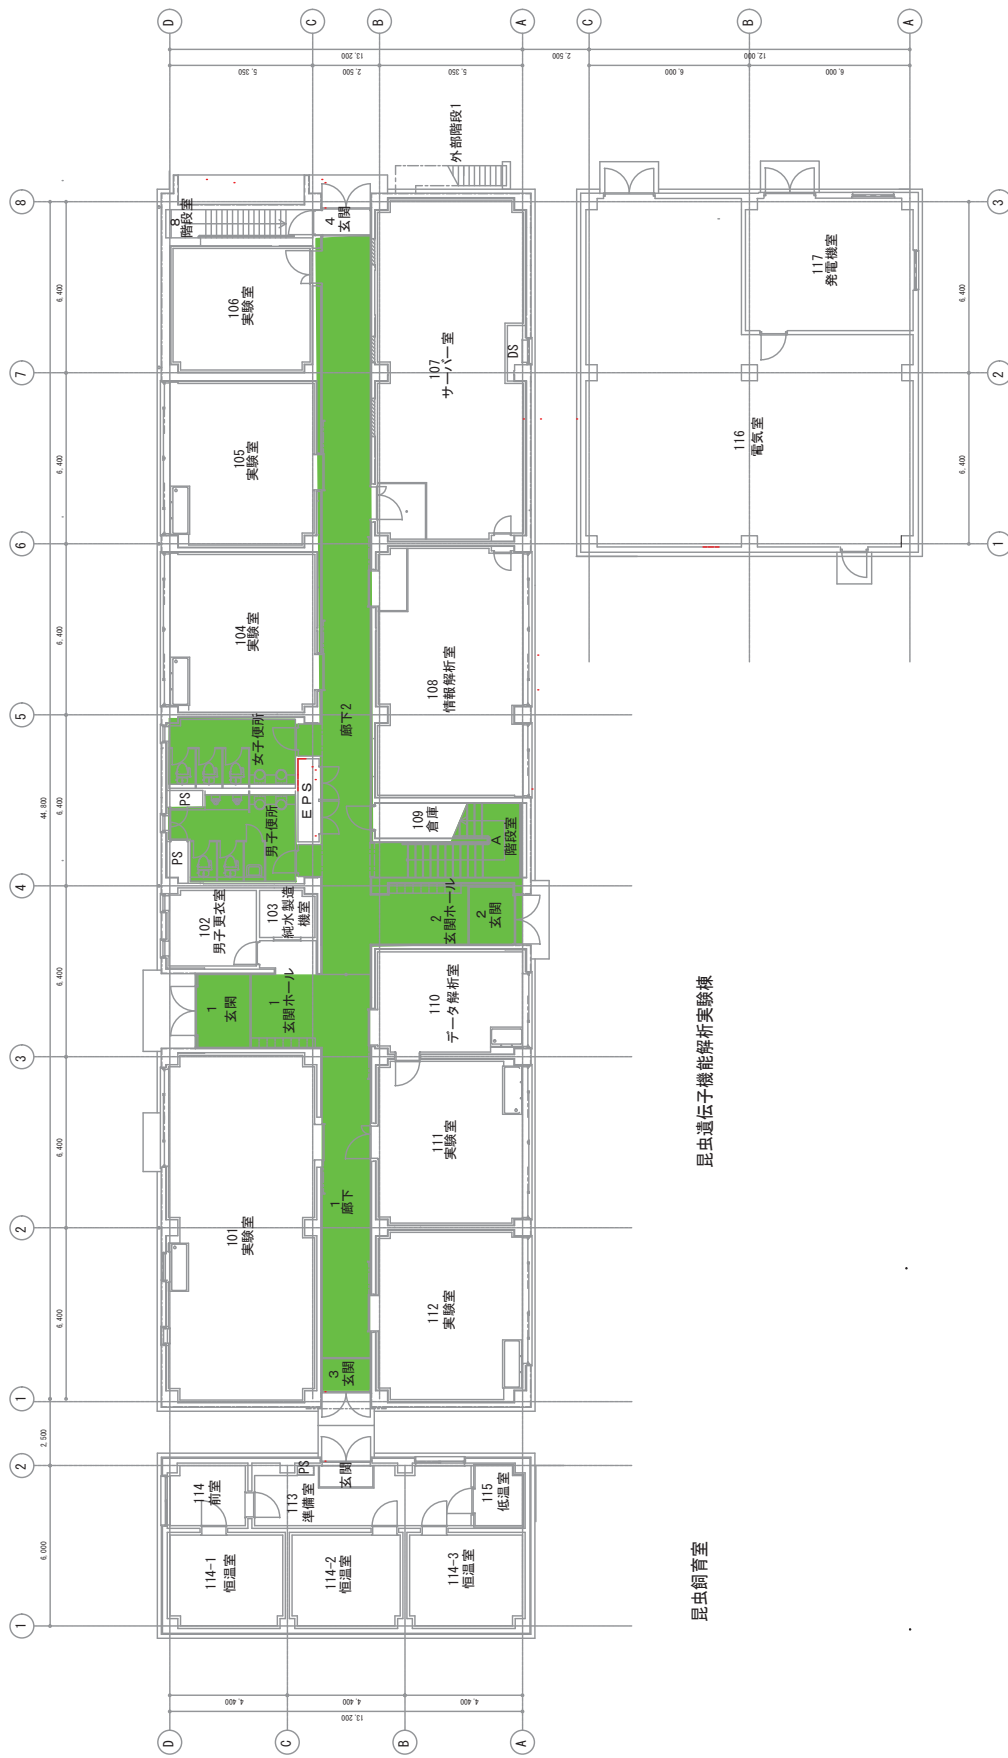 D
C
B
A
C
B
A
13,200
5,350
2,500
5,350
2,500
12,000
6,000
6,000
8
7
6
5
4
3
2
1
2
1
44,800
6,400
6,400
6,400
6,400
6,400
6,400
6,400
2,500
6,000
8
階段室
4
玄関
外部階段1
106
実験室
105
実験室
107
サーバー室
DS
104
実験室
108
情報解析室
廊下2
女子便所
PS
男子便所
PS
EPS
109
倉庫
A
階段室
102
男子更衣室
103
純水製造
機室
2
玄関ホール
2
玄関
1
玄関
1
玄関ホール
110
データ解析室
101
実験室
1
廊下
111
実験室
112
実験室
3
玄関
114
前室
113
準備室
PS
玄関
115
低温室
114-1
恒温室
114-2
恒温室
114-3
恒温室
116
電気室
117
発電機室
3
2
1
6,400
6,400
昆虫遺伝子機能解析実験棟
昆虫飼育室
4,400
4,400
4,400
13,200
D
C
B
A